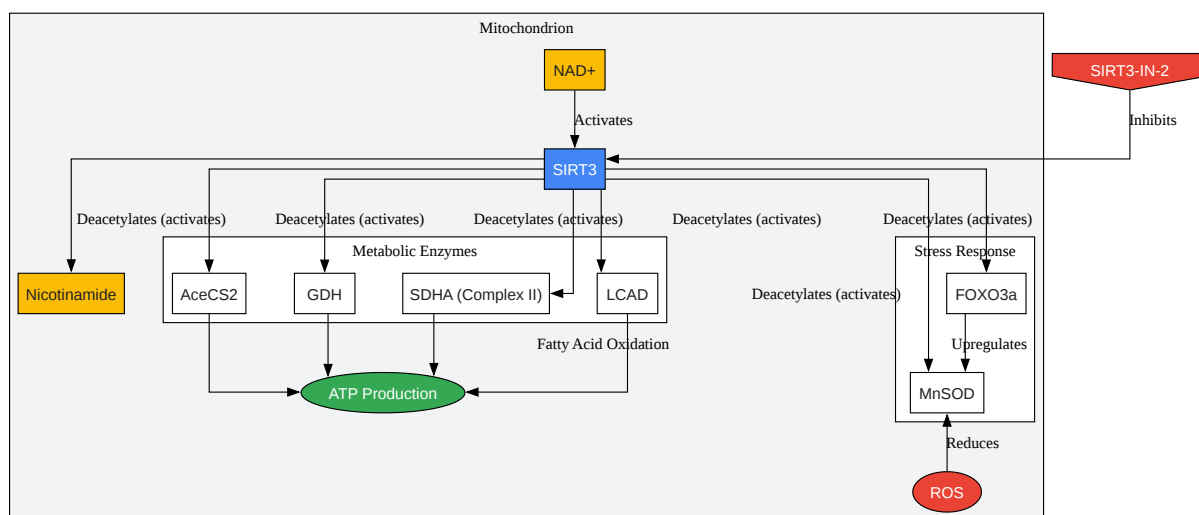 Mitochondrion
NAD+
SIRT3-IN-2
Activates
Inhibits
SIRT3
Deacetylates (activates)
Deacetylates (activates)
Deacetylates (activates)
Deacetylates (activates)
Deacetylates (activates)
Metabolic Enzymes
Stress Response
Nicotinamide
AceCS2
GDH
SDHA (Complex II)
LCAD
Deacetylates (activates)
FOXO3a
Fatty Acid Oxidation
Upregulates
ATP Production
MnSOD
Reduces
ROS